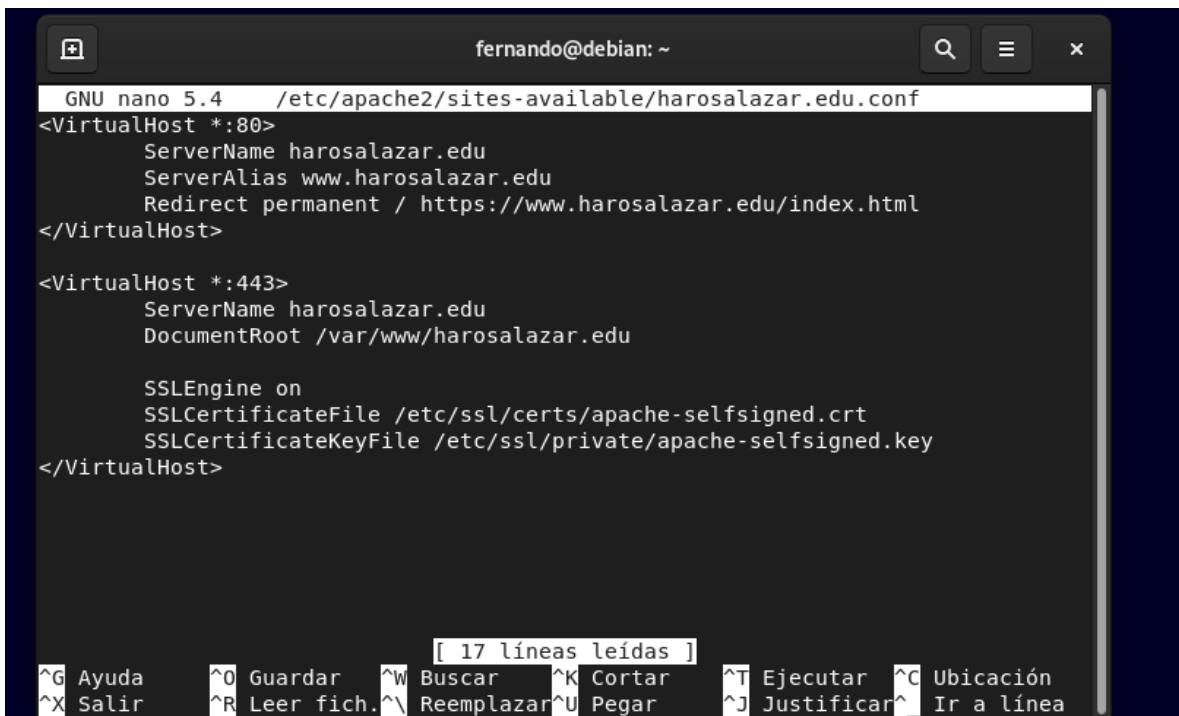 fernando@debian: ~
GNU nano 5.4 /etc/apache2/sites-available/harosalazar.edu.conf
<VirtualHost *:80>
ServerName harosalazar.edu
ServerAlias www.harosalazar.edu
Redirect permanent / https://www.harosalazar.edu/index.html
</VirtualHost>
<VirtualHost *:443>
ServerName harosalazar.edu
DocumentRoot /var/www/harosalazar.edu
SSLEngine on
SSLCertificateFile /etc/ssl/certs/apache-selfsigned.crt
SSLCertificateKeyFile /etc/ssl/private/apache-selfsigned.key
</VirtualHost>
[ 17 líneas leídas ]
^G Ayuda ^O Guardar ^W Buscar ^K Cortar ^T Ejecutar ^C Ubicación
^X Salir ^R Leer fich. ^\ Reemplazar ^U Pegar ^J Justificar ^_ Ir a línea